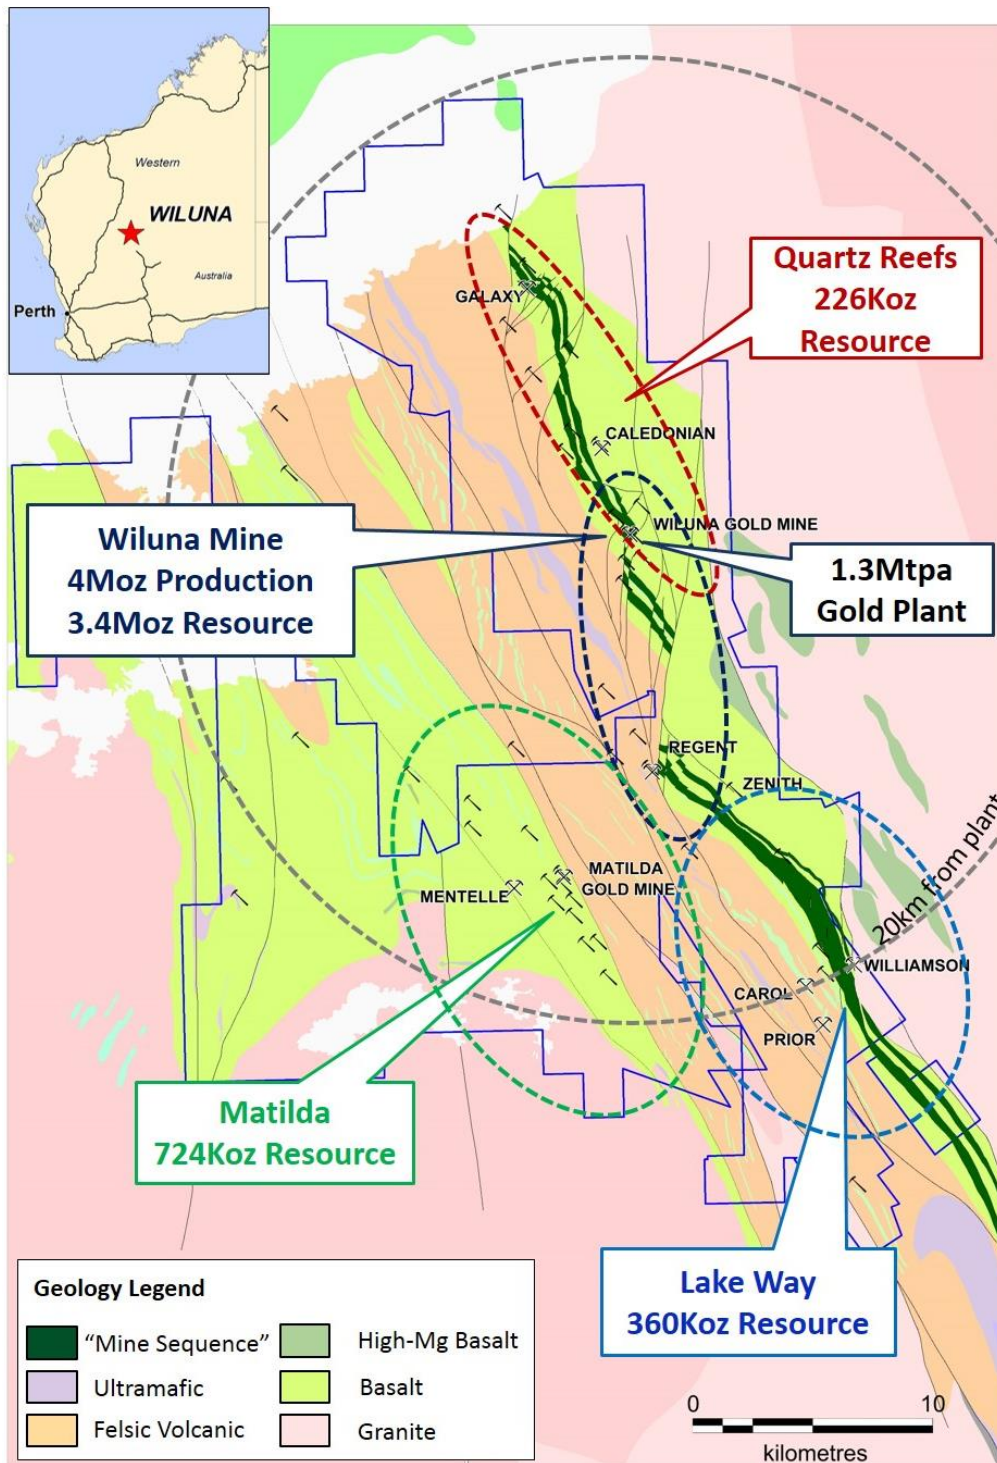 Western
WILUNA
Australia
Perth
Quartz Reefs
226Koz
Resource
GALAXY
CALEDONIAN
WILUNA GOLD MINE
Wiluna Mine
4Moz Production
3.4Moz Resource
1.3Mtpa
Gold Plant
REGENT
ZENITH
20km from plant
MATILDA
GOLD MINE
MENTELLE
WILLIAMSON
CAROL
PRIOR
Matilda
724Koz Resource
Lake Way
360Koz Resource
Geology Legend
“Mine Sequence”
High-Mg Basalt
Ultramafic
Basalt
Felsic Volcanic
Granite
0
10
kilometres